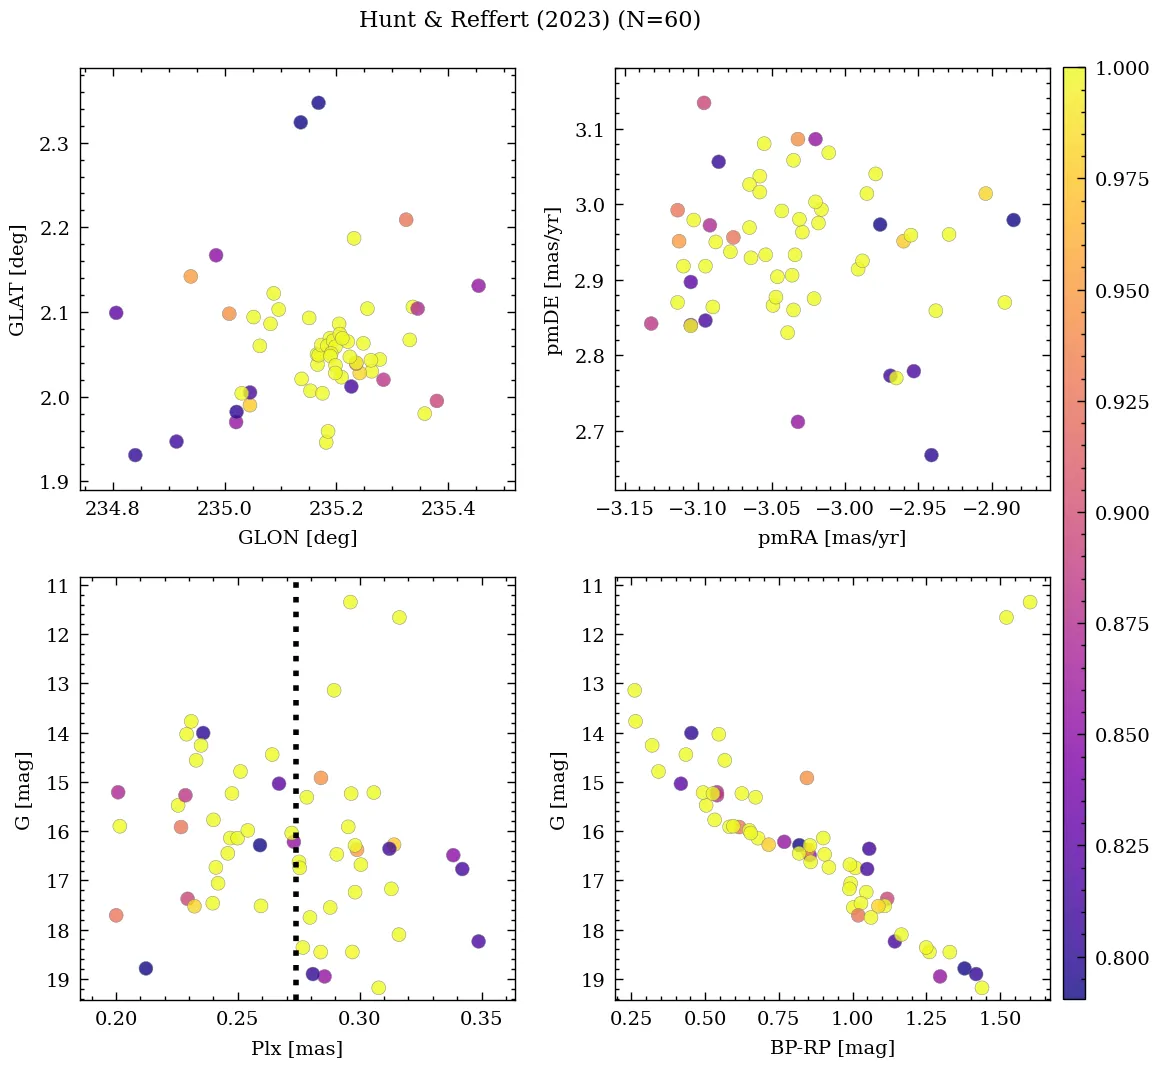 Hunt & Reffert (2023) (N=60)
2.3
2.2
2.1
2.0
1.9
GLAT [deg]
234.8 235.0 235.2 235.4
GLON [deg]
3.1
3.0
2.9
2.8
2.7
pmDE [mas/yr]
−3.15 −3.10 −3.05 −3.00 −2.95 −2.90
pmRA [mas/yr]
11
12
13
14
15
16
17
18
19
G [mag]
0.20 0.25 0.30 0.35
Plx [mas]
11
12
13
14
15
16
17
18
19
G [mag]
0.25 0.50 0.75 1.00 1.25 1.50
BP-RP [mag]
1.000
0.975
0.950
0.925
0.900
0.875
0.850
0.825
0.800